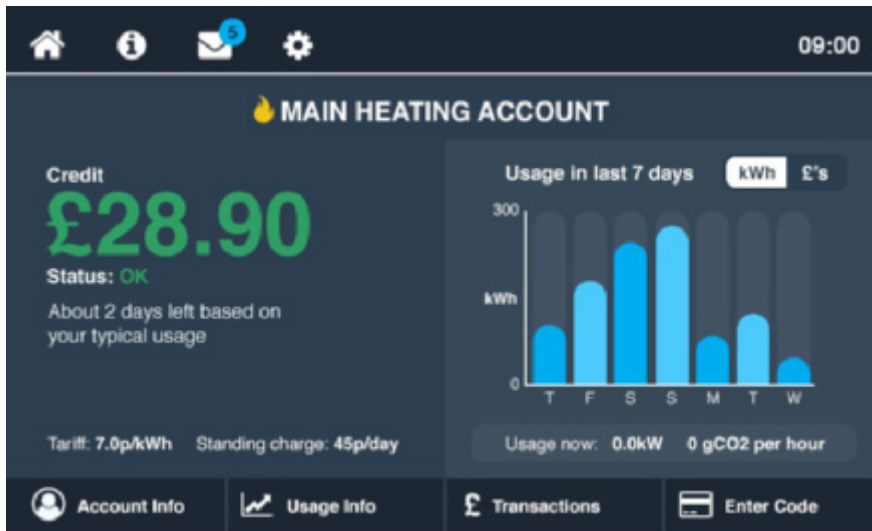 5
09:00
MAIN HEATING ACCOUNT
Credit
£28.90
Status: OK
About 2 days left based on
your typical usage
Tariff: 7.0p/kWh Standing charge: 45p/day
Usage in last 7 days
kWh £'s
300
kWh
0
T F S S M T W
Usage now: 0.0kW 0 gCO2 per hour
Account Info
Usage Info
£ Transactions
Enter Code